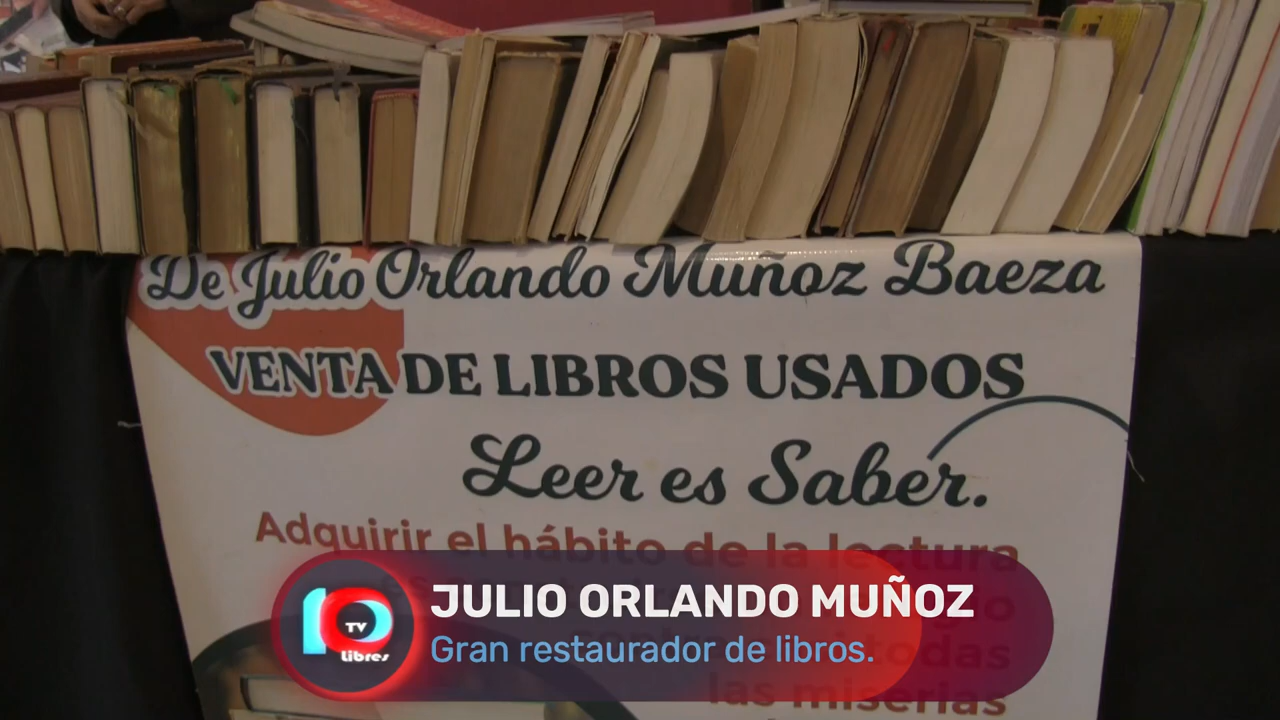 De Julio Orlando Muñoz Baeza
VENTA DE LIBROS USADOS
Leer es Saber.
Adquirir el hábito de la lectura
JULIO ORLANDO MUÑOZ
Gran restaurador de libros.
10
TV
Libres
las miserias